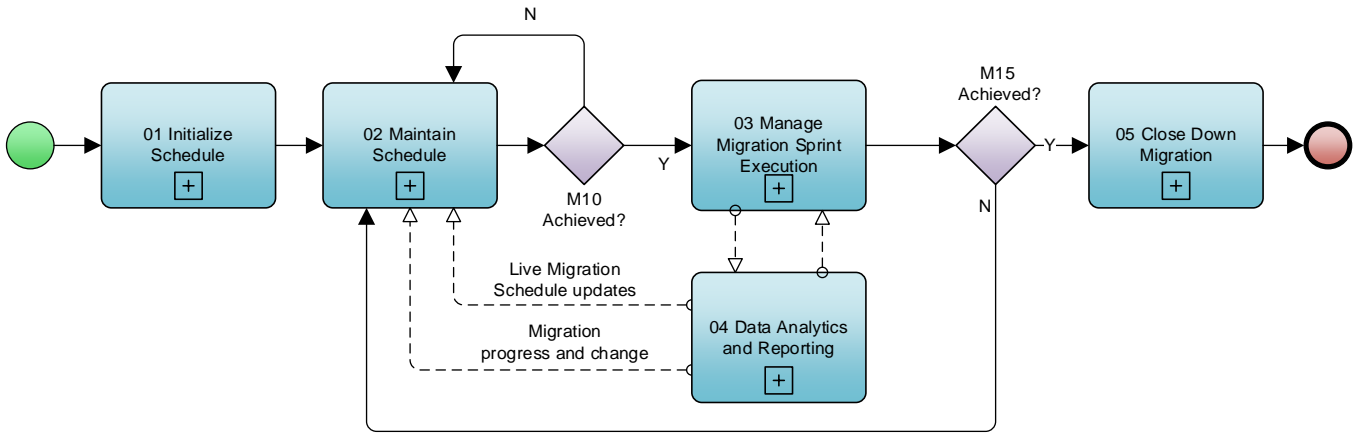 N
01 Initialize
Schedule
02 Maintain
Schedule
M10
Achieved?
Y
03 Manage
Migration Sprint
Execution
M15
Achieved?
Y
N
05 Close Down
Migration
Live Migration
Schedule updates
Migration
progress and change
04 Data Analytics
and Reporting